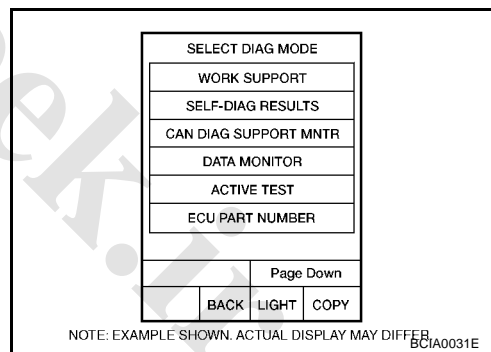 SELECT DIAG MODE
WORK SUPPORT
SELF-DIAG RESULTS
CAN DIAG SUPPORT MNTR
DATA MONITOR
ACTIVE TEST
ECU PART NUMBER
Page Down
BACK LIGHT COPY
NOTE: EXAMPLE SHOWN. ACTUAL DISPLAY MAY DIFFER.
BCIA0031E